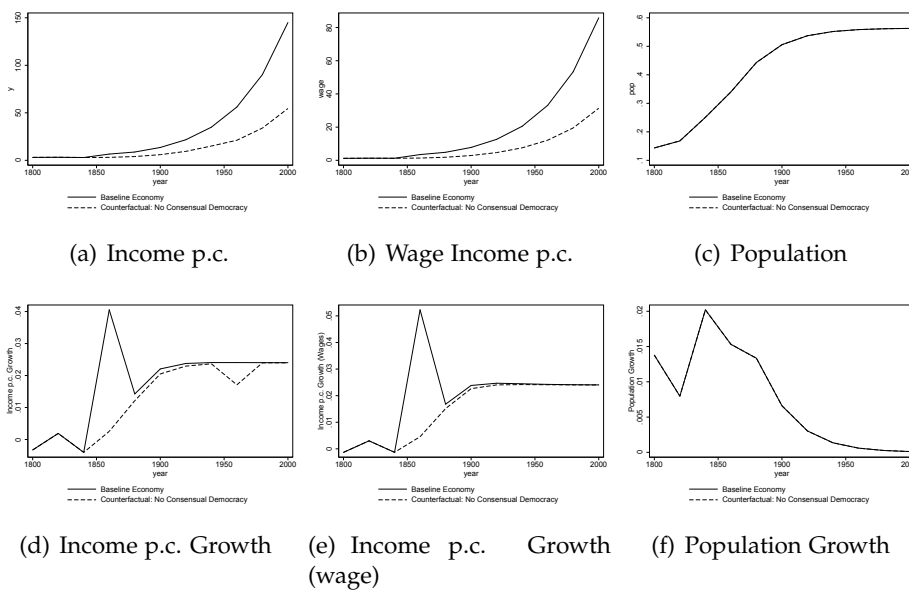 150
100
50
0
y
1800 1850 1900 1950 2000
year
Baseline Economy
Counterfactual: No Consensual Democracy
(a) Income p.c.
80
60
40
20
0
wage
1800 1850 1900 1950 2000
year
Baseline Economy
Counterfactual: No Consensual Democracy
(b) Wage Income p.c.
.6
.5
.4
.3
.2
.1
pop
1800 1850 1900 1950 2000
year
Baseline Economy
Counterfactual: No Consensual Democracy
(c) Population
.04
.03
.02
.01
0
Income p.c. Growth
1800 1850 1900 1950 2000
year
Baseline Economy
Counterfactual: No Consensual Democracy
(d) Income p.c. Growth
.05
.04
.03
.02
.01
0
Income p.c. Growth (Wages)
1800 1850 1900 1950 2000
year
Baseline Economy
Counterfactual: No Consensual Democracy
(e) Income p.c. Growth
(wage)
.02
.015
.01
.005
0
Population Growth
1800 1850 1900 1950 2000
year
Baseline Economy
Counterfactual: No Consensual Democracy
(f) Population Growth